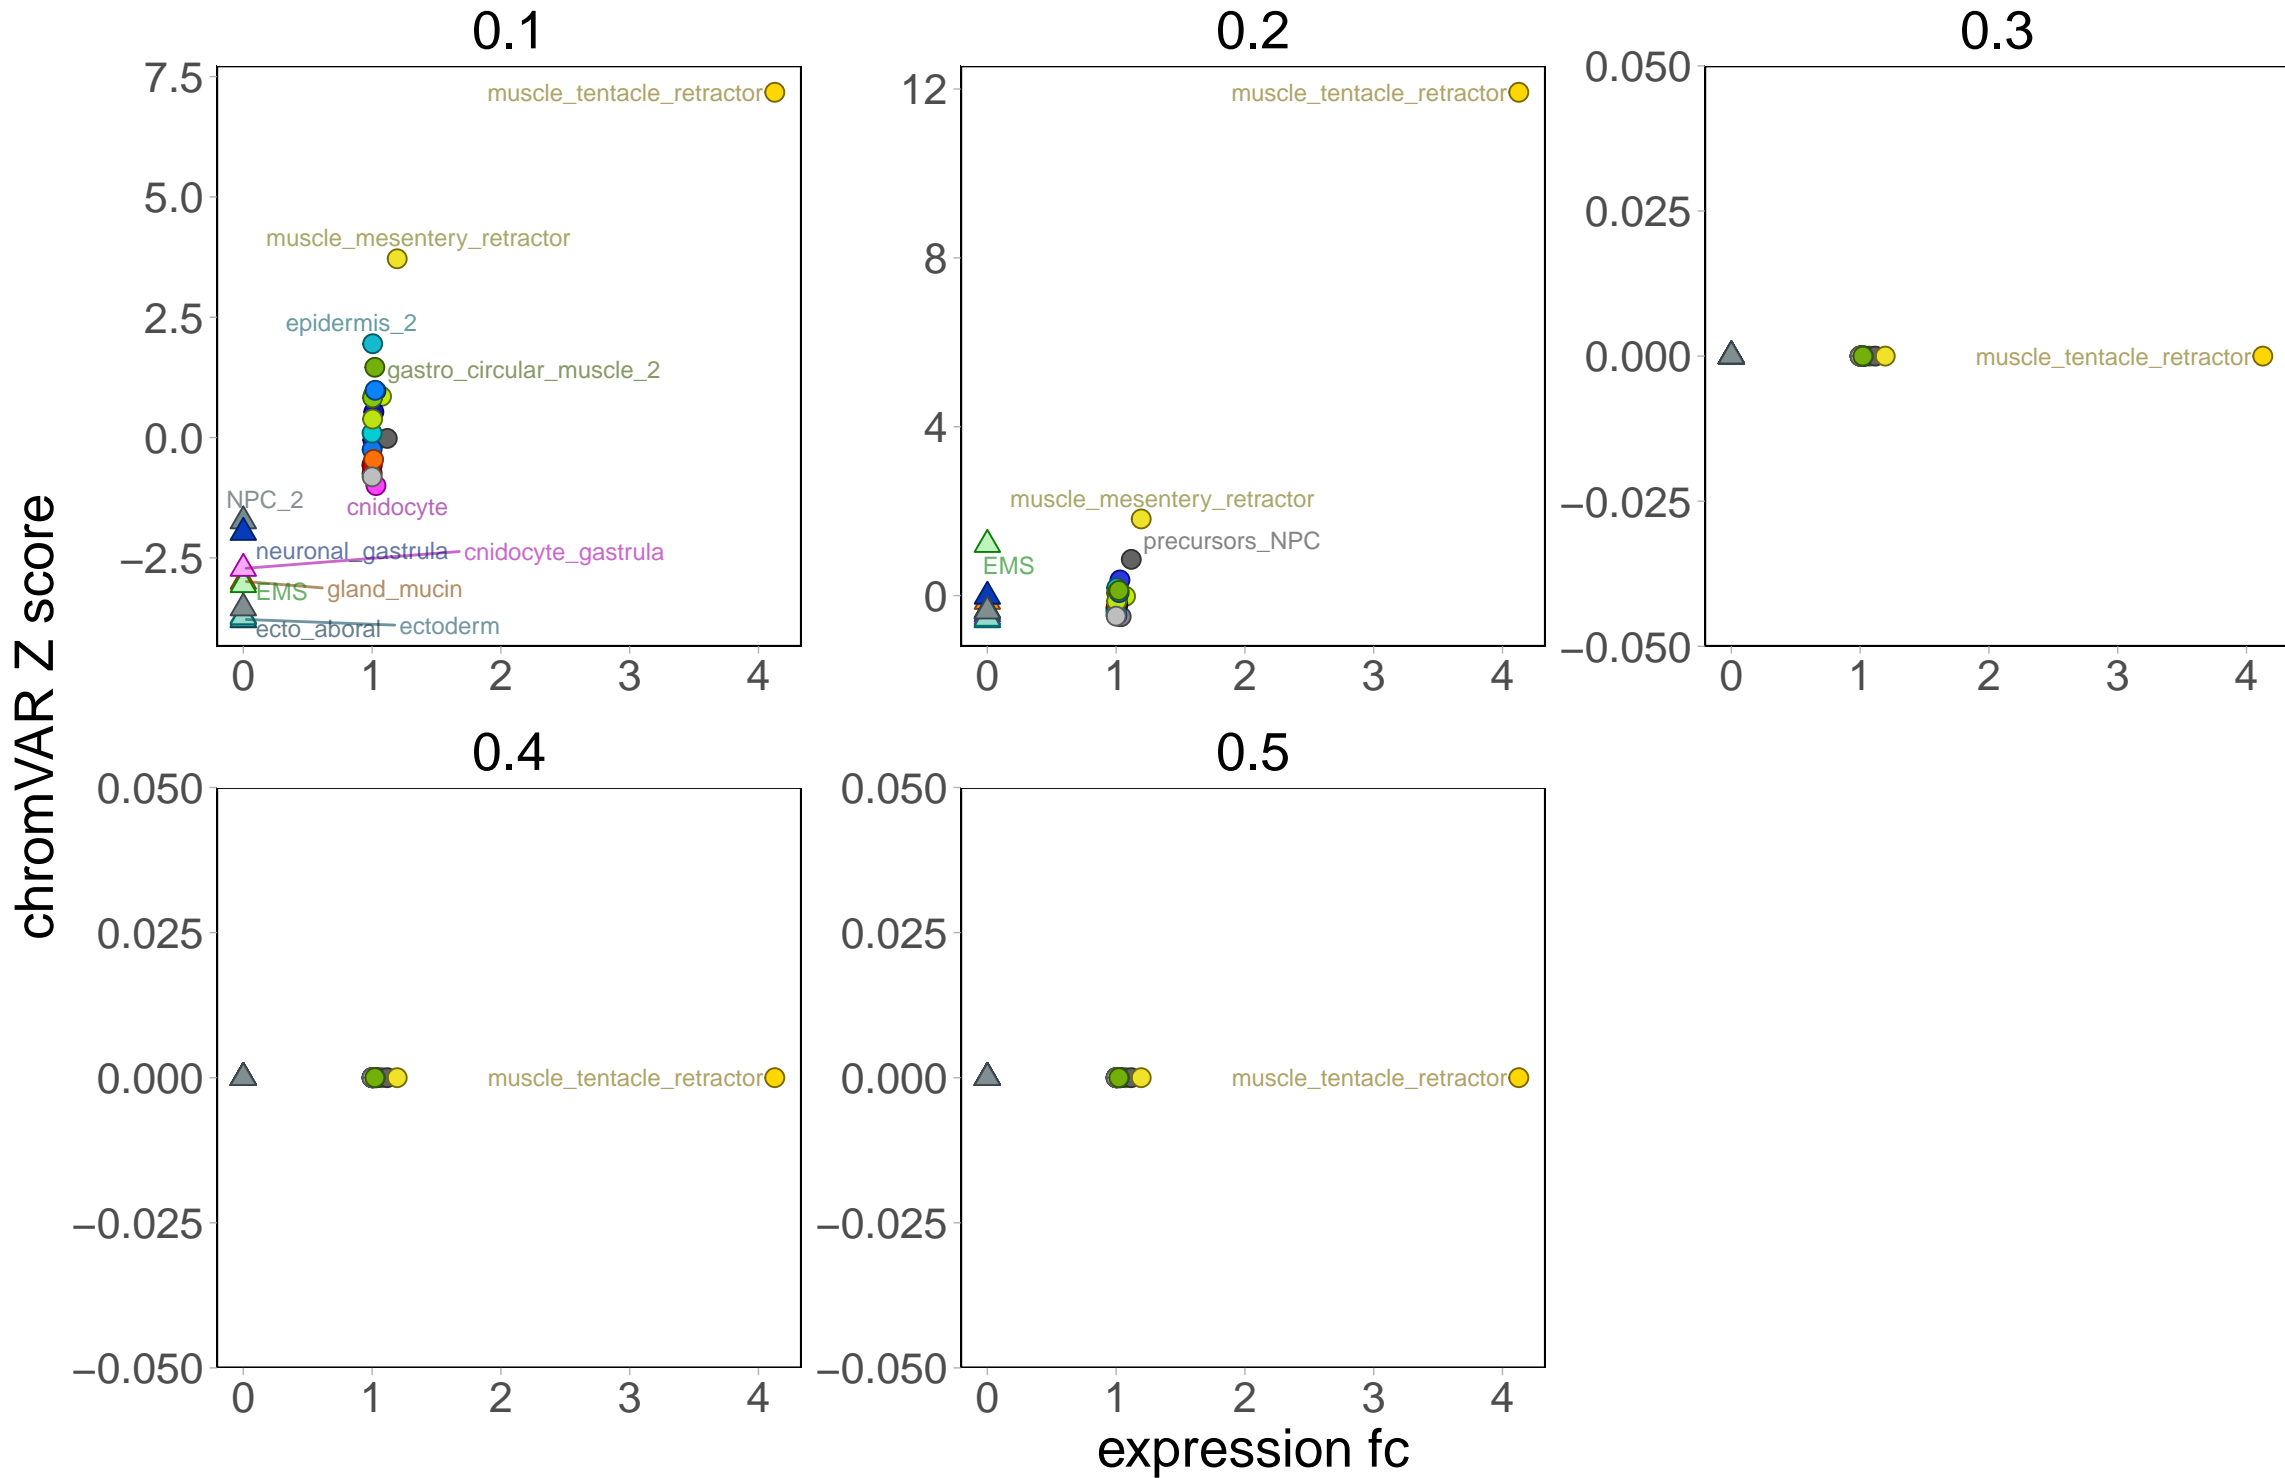 0.1
0.2
0.3
7.5
5.0
2.5
0.0
−2.5
muscle_tentacle_retractor
muscle_mesentery_retractor
epidermis_2
gastro_circular_muscle_2
cnidocyte
NPC_2
neuronal_gastrula
cnidocyte_gastrula
EMS
gland_mucin
ecto_aboral
ectoderm
0 1 2 3 4
12
8
4
0
muscle_tentacle_retractor
muscle_mesentery_retractor
precursors_NPC
EMS
0 1 2 3 4
0.050
0.025
0.000
−0.025
−0.050
muscle_tentacle_retractor
0 1 2 3 4
chromVAR Z score
0.4
0.5
0.050
0.025
0.000
−0.025
−0.050
muscle_tentacle_retractor
0 1 2 3 4
0.050
0.025
0.000
−0.025
−0.050
muscle_tentacle_retractor
0 1 2 3 4
expression fc